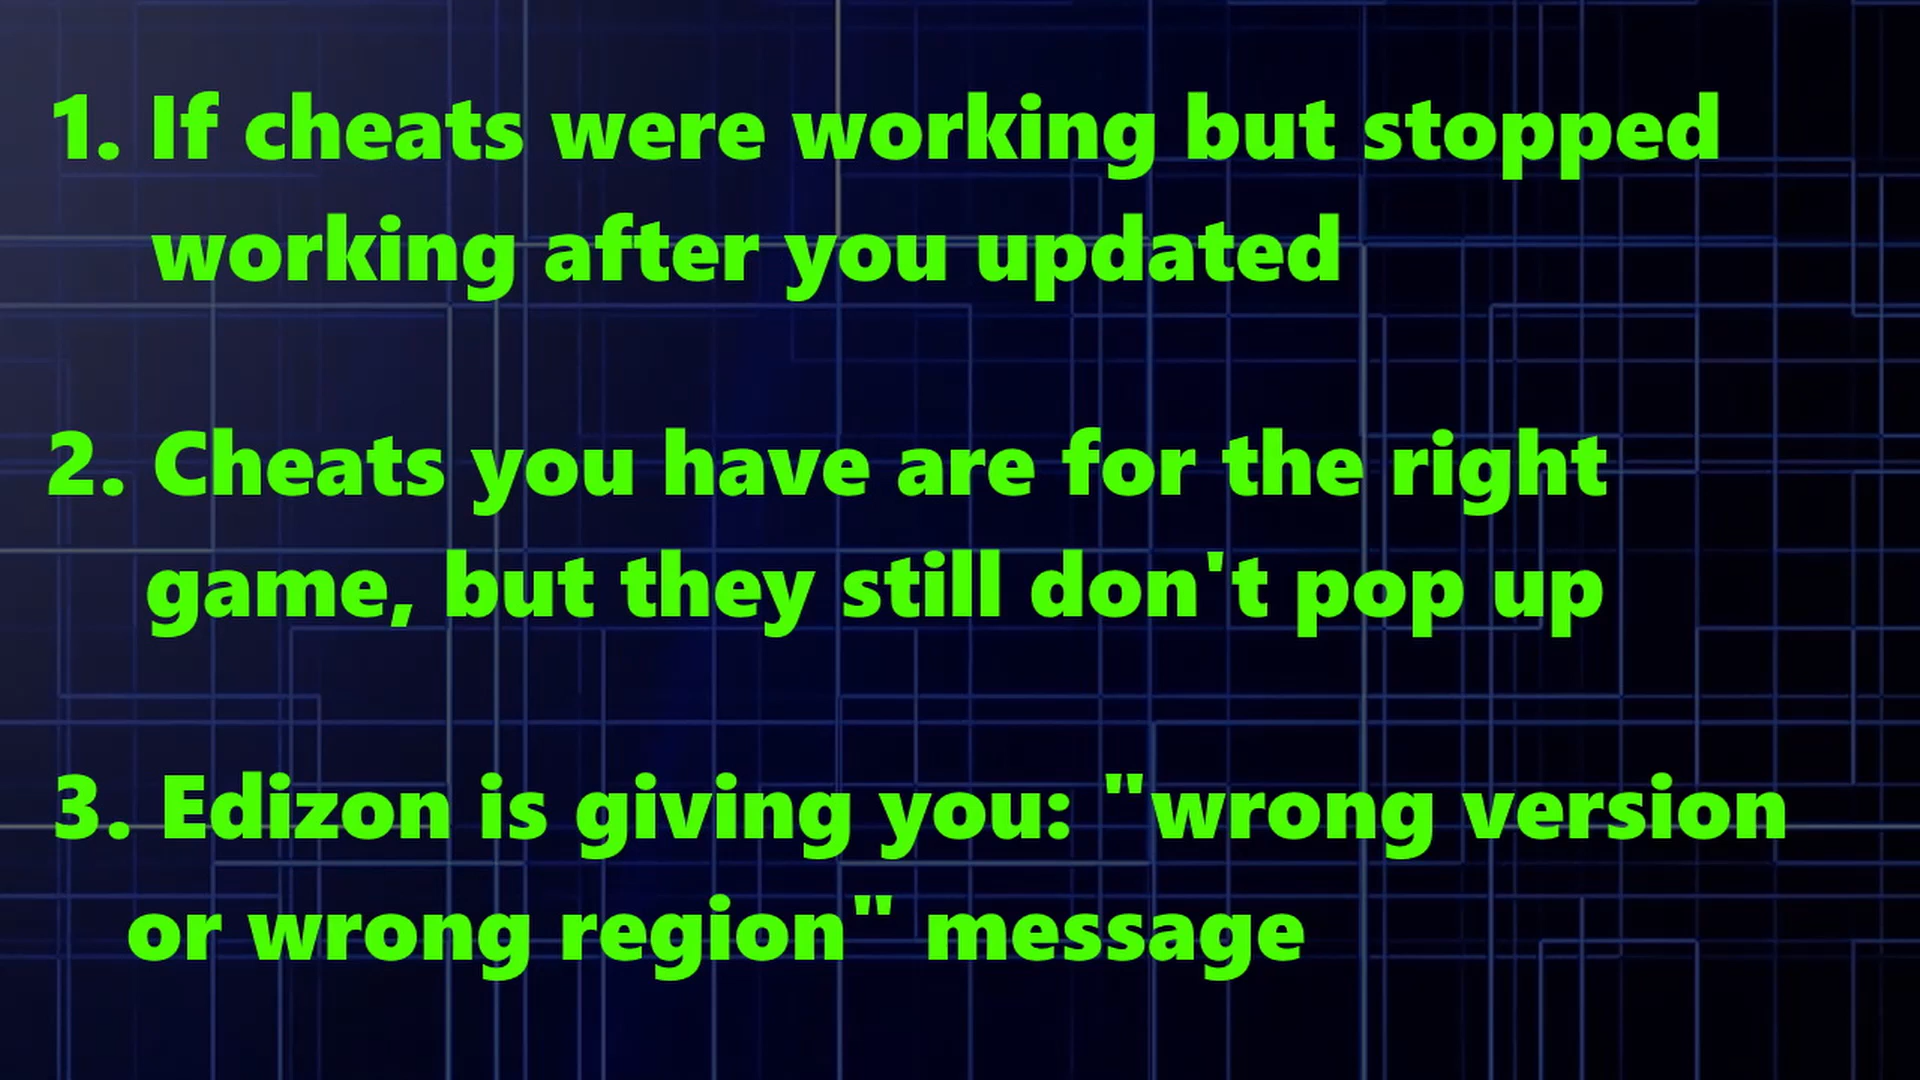 1. If cheats were working but stopped
working after you updated
2. Cheats you have are for the right
game, but they still don't pop up
3. Edizon is giving you: "wrong version
or wrong region" message